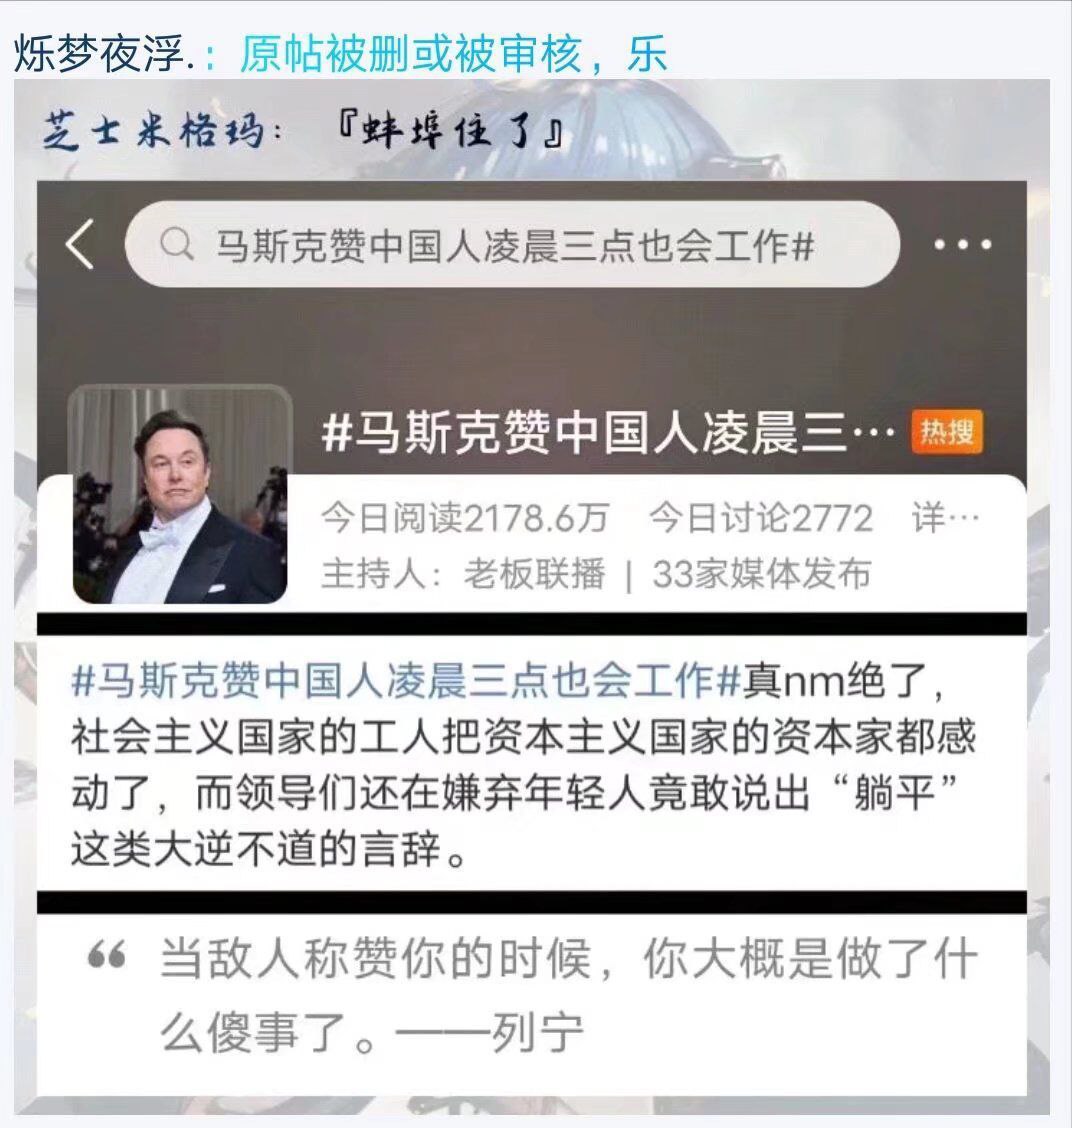 烁梦夜浮.：原帖被删或被审核，乐
芝士米格玛：『蚌埠住了』
马斯克赞中国人凌晨三点也会工作#
#马斯克赞中国人凌晨三… 热搜
今日阅读2178.6万 今日讨论2772 详…
主持人：老板联播 | 33家媒体发布
#马斯克赞中国人凌晨三点也会工作#真nm绝了，
社会主义国家的工人把资本主义国家的资本家都感
动了，而领导们还在嫌弃年轻人竟敢说出“躺平”
这类大逆不道的言辞。
“ 当敌人称赞你的时候，你大概是做了什
么傻事了。——列宁